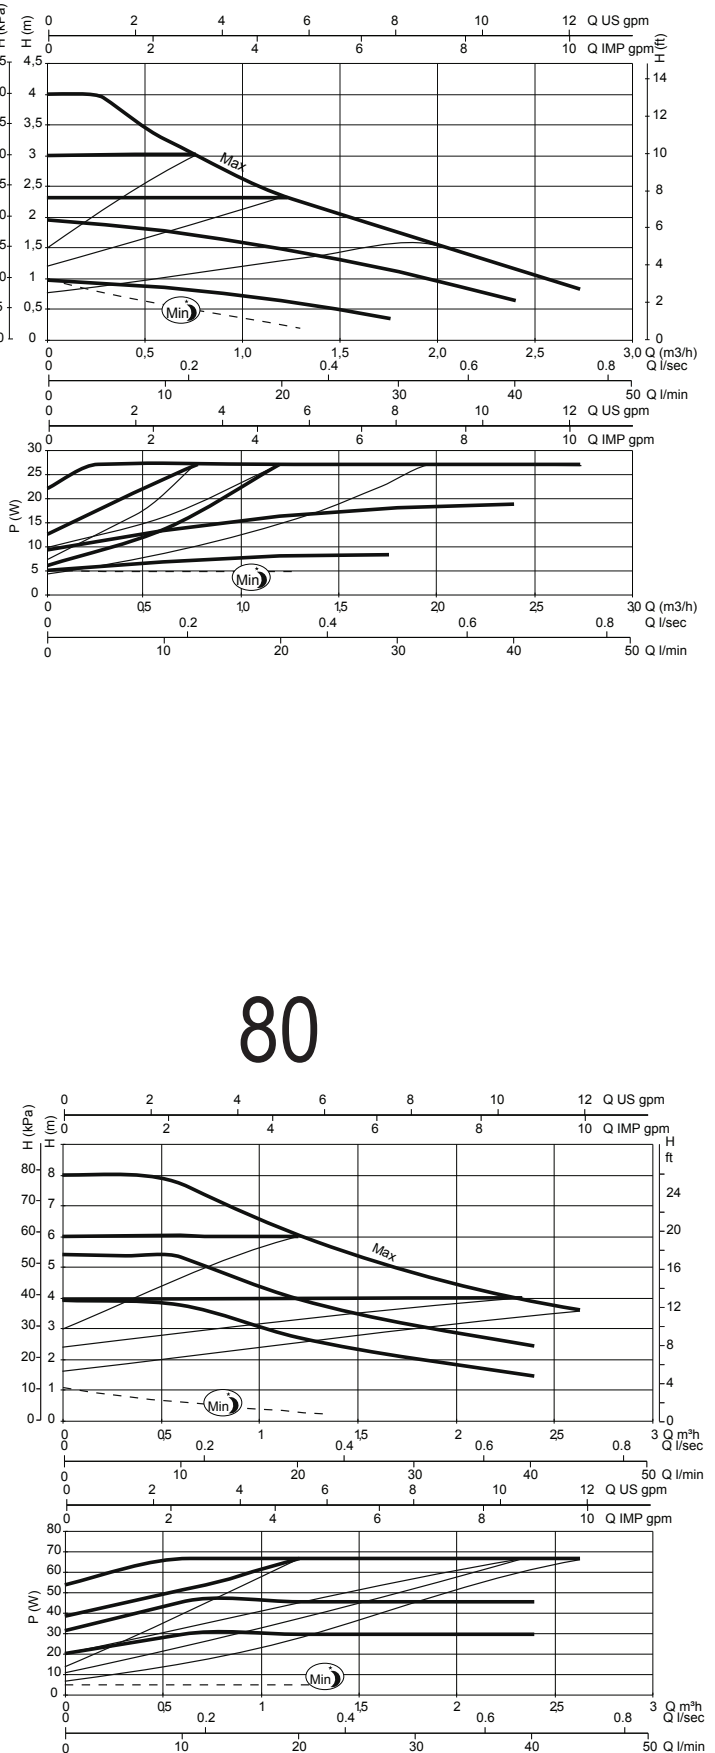 0 2 4 6 8 10 12 Q US gpm
0 2 4 6 8 10 Q IMP gpm
H (kPa) H (m) H (ft)
4,5
4
3,5
3
2,5
2
1,5
1
0,5
0
14
12
10
8
6
4
2
0
Max
Min
0 0,5 1,0 1,5 2,0 2,5 3,0 Q (m3/h)
0 0.2 0.4 0.6 0.8 Q l/sec
0 10 20 30 40 50 Q l/min
0 2 4 6 8 10 12 Q US gpm
0 2 4 6 8 10 Q IMP gpm
P (W)
30
25
20
15
10
5
0
Min
0 0,5 1,0 1,5 2,0 2,5 3,0 Q (m3/h)
0 0.2 0.4 0.6 0.8 Q l/sec
0 10 20 30 40 50 Q l/min
80
0 2 4 6 8 10 12 Q US gpm
0 2 4 6 8 10 Q IMP gpm
H (kPa) H (m) H ft
80 8
70 7
60 6
50 5
40 4
30 3
20 2
10 1
0 0
24
20
16
12
8
4
0
Max
Min
0 0,5 1 1,5 2 2,5 3 Q m³h
0 0.2 0.4 0.6 0.8 Q l/sec
0 10 20 30 40 50 Q l/min
0 2 4 6 8 10 12 Q US gpm
0 2 4 6 8 10 Q IMP gpm
P (W)
80
70
60
50
40
30
20
10
0
Min
0 0,5 1 1,5 2 2,5 3 Q m³h
0 0.2 0.4 0.6 0.8 Q l/sec
0 10 20 30 40 50 Q l/min